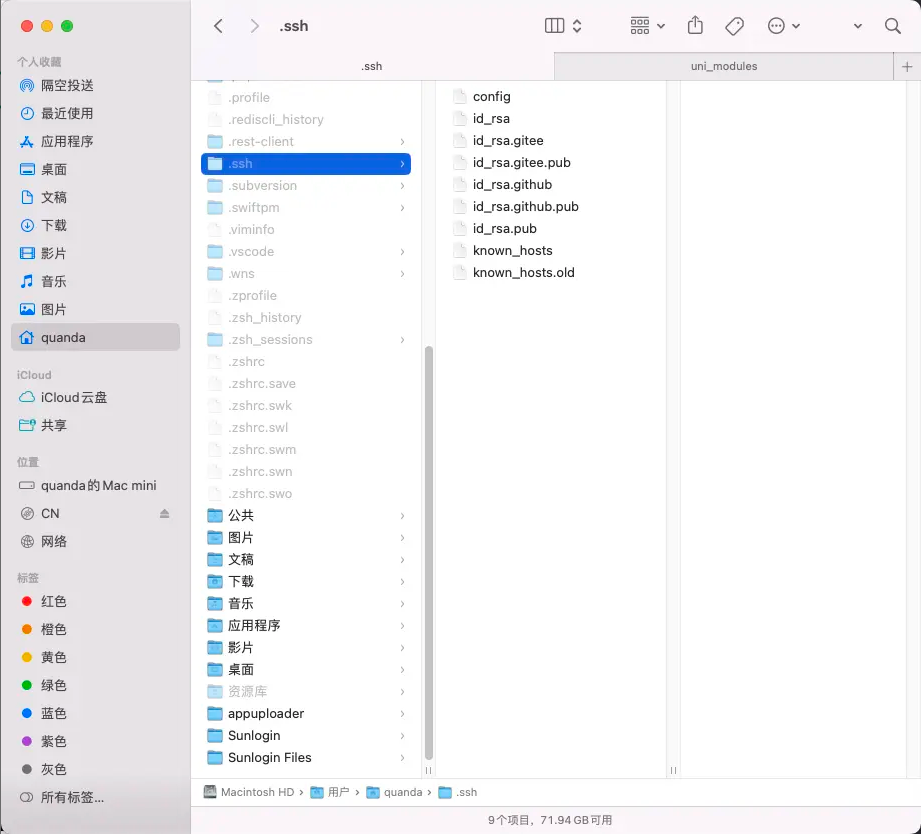 .ssh
.ssh
uni_modules
个人收藏
隔空投送
最近使用
应用程序
桌面
文稿
下载
影片
音乐
图片
quanda
iCloud
iCloud云盘
共享
位置
quanda的Mac mini
CN
网络
标签
红色
橙色
黄色
绿色
蓝色
紫色
灰色
所有标签...
.profile
.rediscli_history
.rest-client
.ssh
.subversion
.swiftpm
.viminfo
.vscode
.wns
.zprofile
.zsh_history
.zsh_sessions
.zshrc
.zshrc.save
.zshrc.swk
.zshrc.swl
.zshrc.swm
.zshrc.swn
.zshrc.swo
公共
图片
文稿
下载
音乐
应用程序
影片
桌面
资源库
appuploader
Sunlogin
Sunlogin Files
config
id_rsa
id_rsa.gitee
id_rsa.gitee.pub
id_rsa.github
id_rsa.github.pub
id_rsa.pub
known_hosts
known_hosts.old
Macintosh HD › 用户 › quanda › .ssh
9个项目，71.94 GB可用